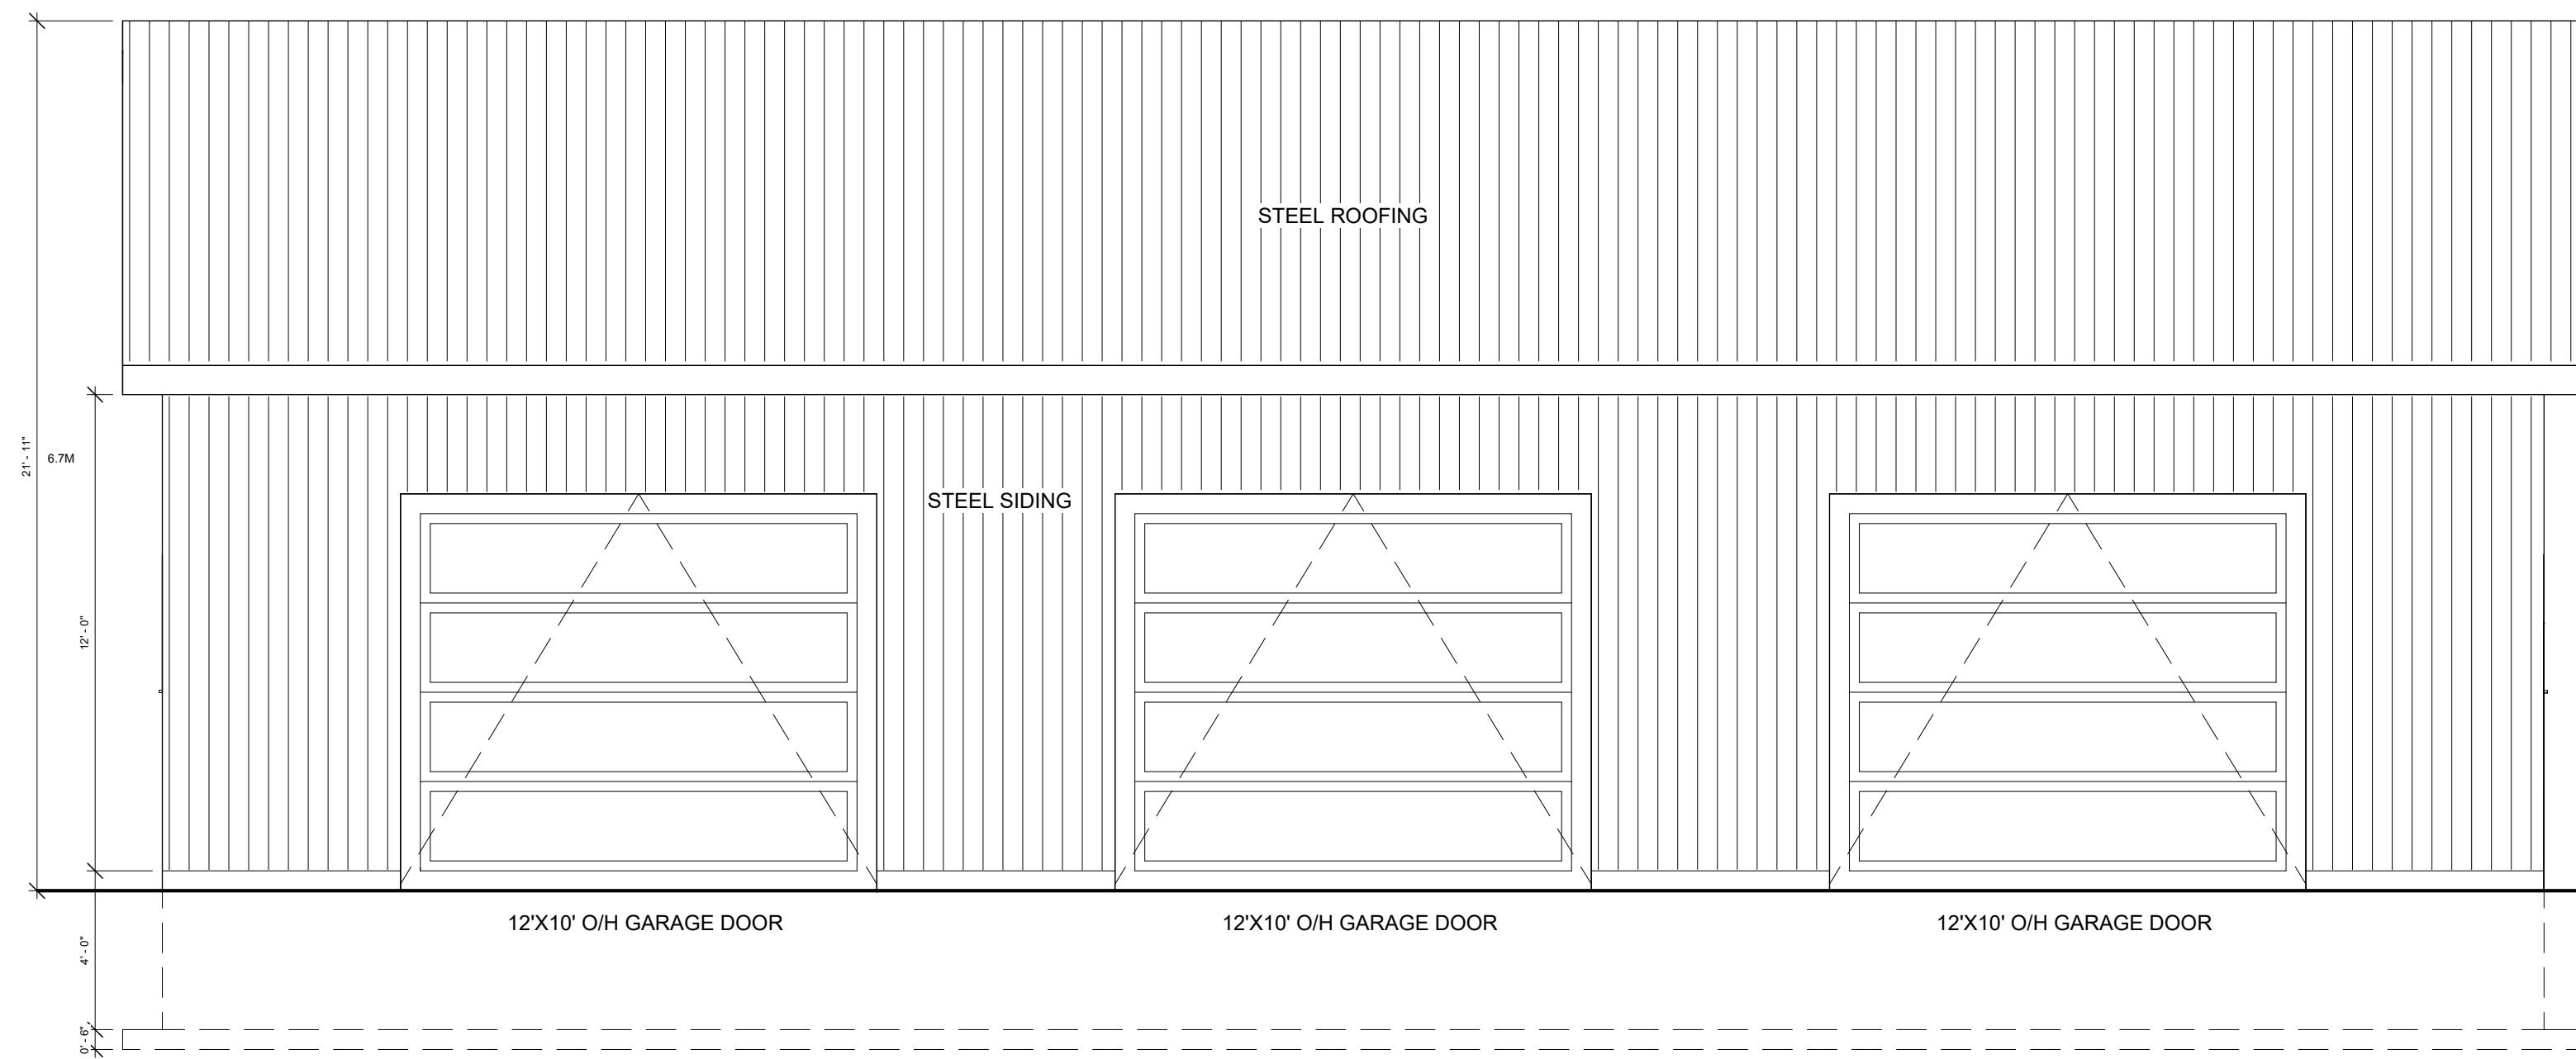 STEEL ROOFING
21' - 11"
6.7M
STEEL SIDING
12' - 0"
12'X10' O/H GARAGE DOOR
12'X10' O/H GARAGE DOOR
12'X10' O/H GARAGE DOOR
4' - 0"
0' - 6"